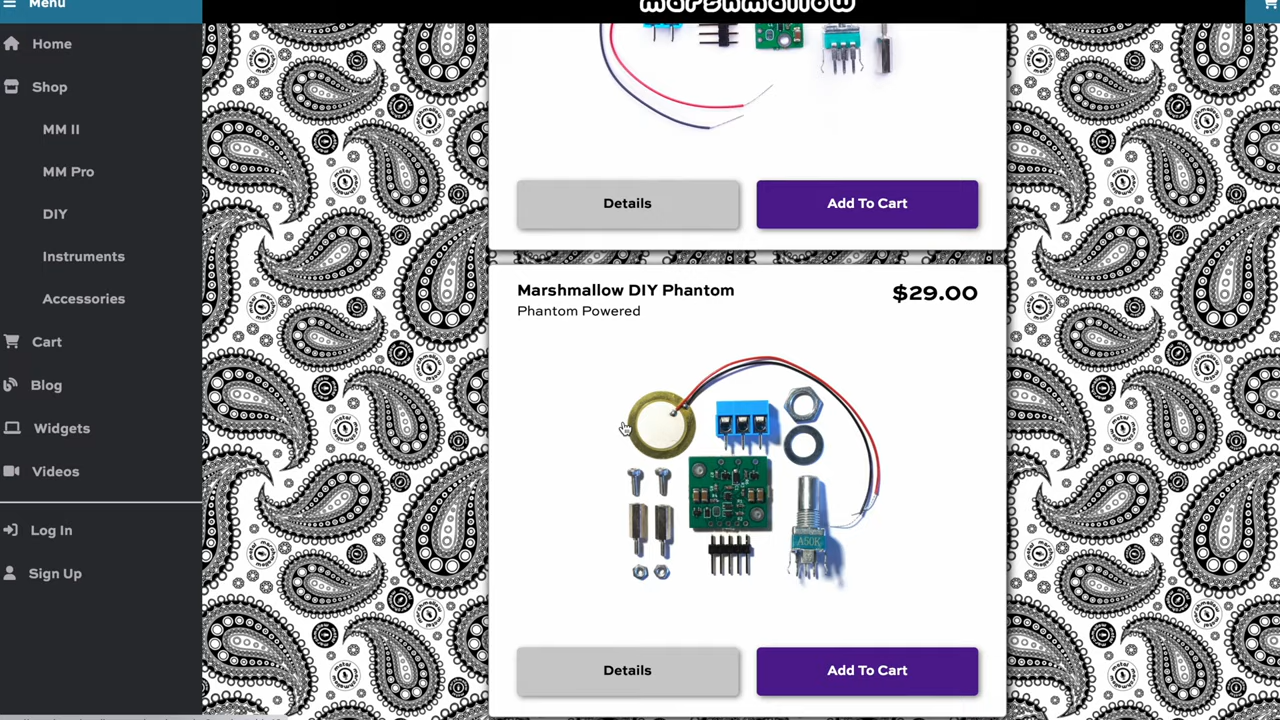 Menu
marshmallow
Home
Shop
MM II
MM Pro
DIY
Instruments
Accessories
Cart
Blog
Widgets
Videos
Log In
Sign Up
Details
Add To Cart
Marshmallow DIY Phantom
$29.00
Phantom Powered
A50K
Details
Add To Cart